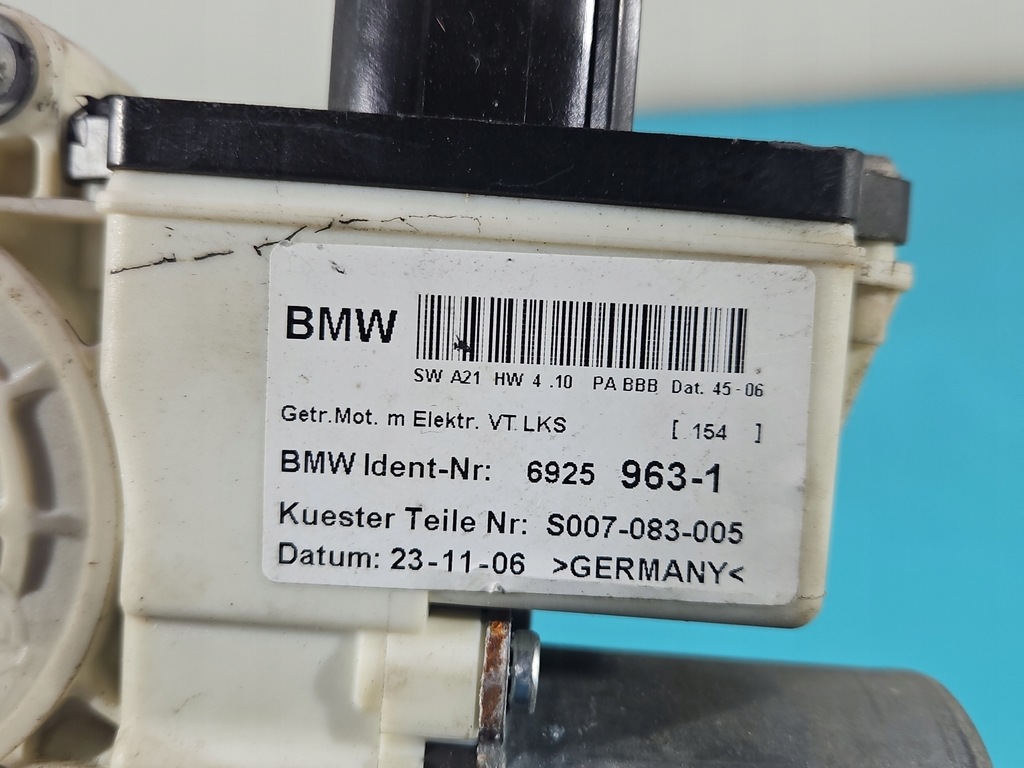 BMW
SW A21 HW 4 .10 PA BBB Dat. 45-06
Getr.Mot. m Elektr. VT.LKS [ 154 ]
BMW Ident-Nr: 6925 963-1
Kuester Teile Nr: S007-083-005
Datum: 23-11-06 >GERMANY<